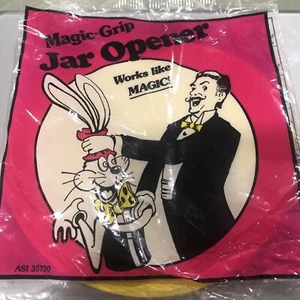 Magic-Grip
Jar Opener
Works like
MAGIC!
ASI 35730